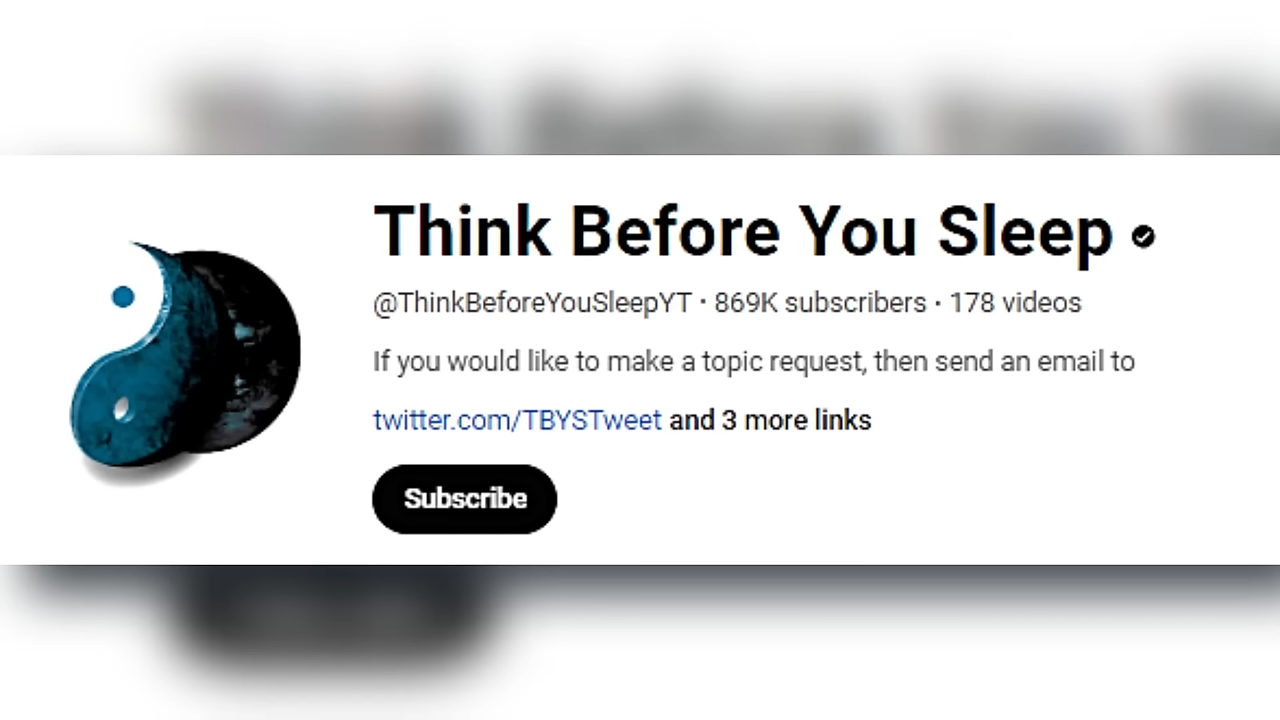 Think Before You Sleep
@ThinkBeforeYouSleepYT · 869K subscribers · 178 videos
If you would like to make a topic request, then send an email to
twitter.com/TBYSTweet and 3 more links
Subscribe